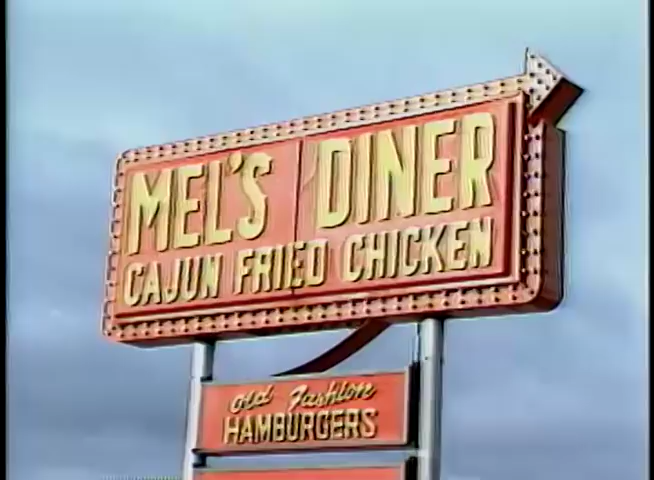 MEL'S DINER
CAJUN FRIED CHICKEN
Old Fashion
HAMBURGERS